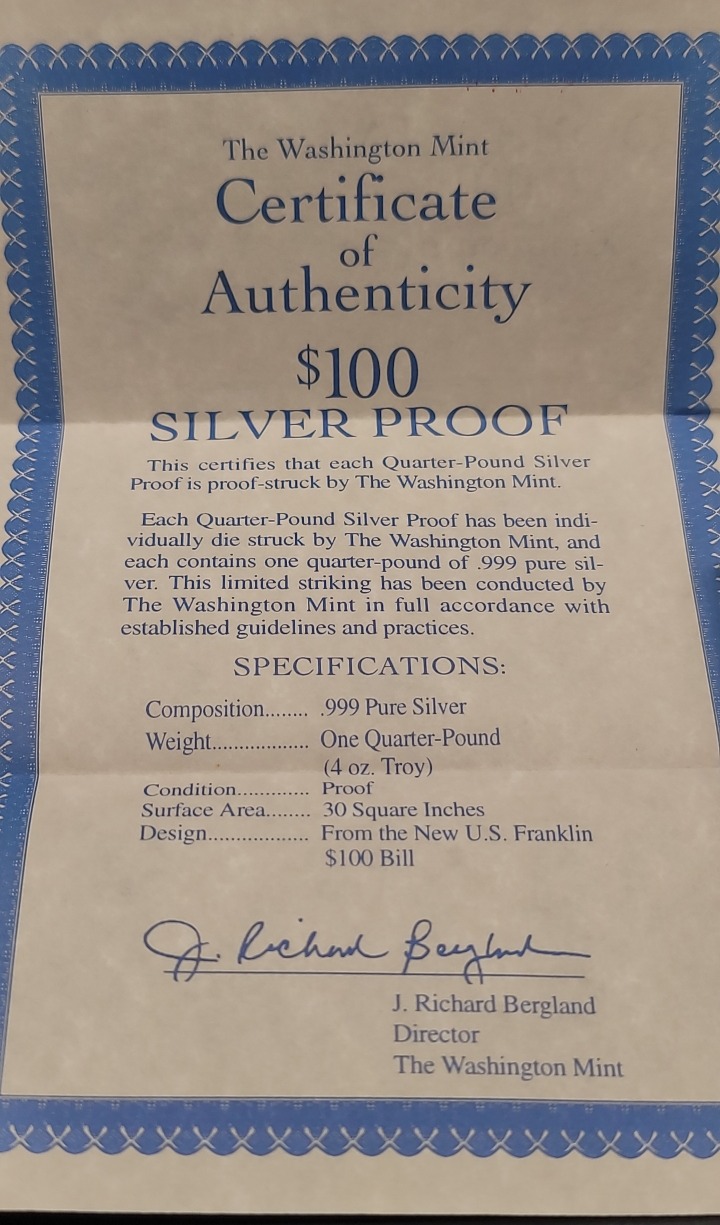 The Washington Mint
Certificate
of
Authenticity
$100
SILVER PROOF
This certifies that each Quarter-Pound Silver
Proof is proof-struck by The Washington Mint.
Each Quarter-Pound Silver Proof has been indi-
vidually die struck by The Washington Mint, and
each contains one quarter-pound of .999 pure sil-
ver. This limited striking has been conducted by
The Washington Mint in full accordance with
established guidelines and practices.
SPECIFICATIONS:
Composition........ .999 Pure Silver
Weight.................. One Quarter-Pound
(4 oz. Troy)
Condition............. Proof
Surface Area........ 30 Square Inches
Design.................. From the New U.S. Franklin
$100 Bill
J. Richard Bergland
J. Richard Bergland
Director
The Washington Mint